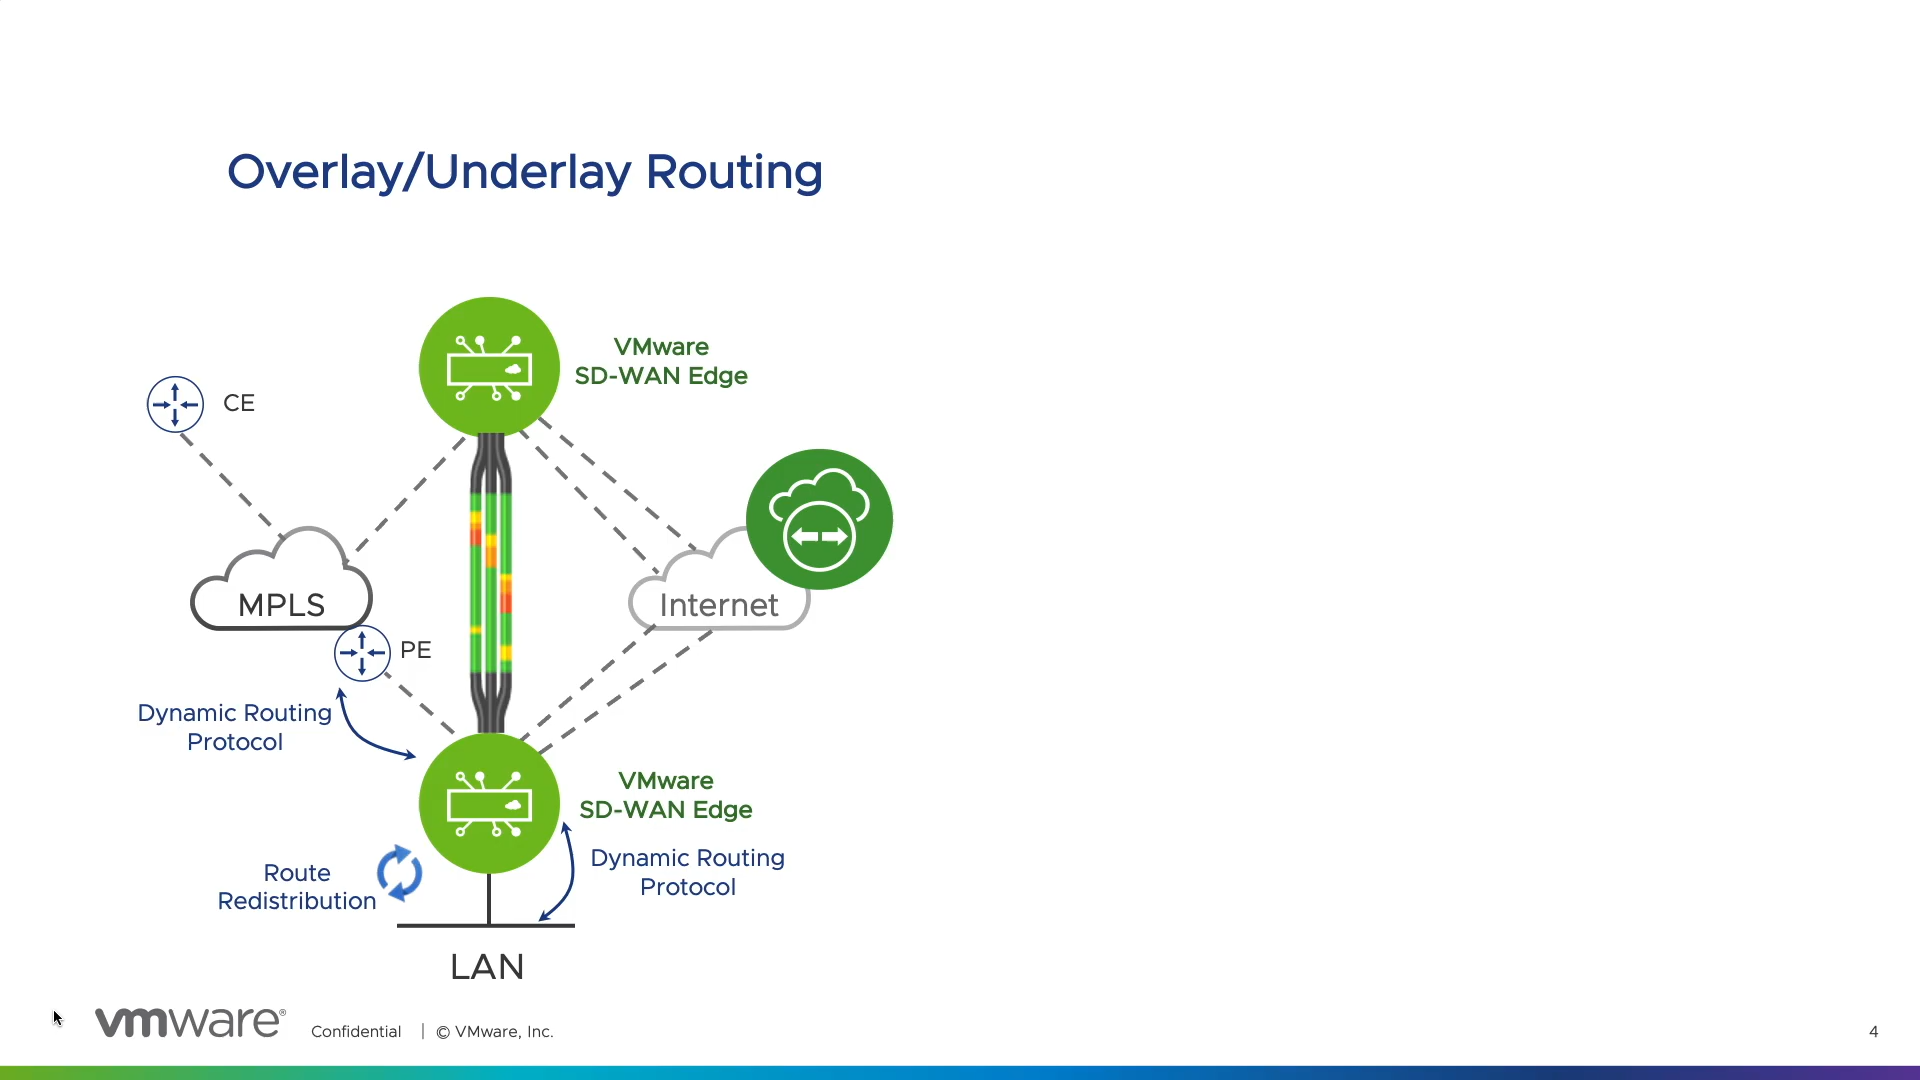 Overlay/Underlay Routing
VMware
SD-WAN Edge
CE
MPLS
Internet
PE
Dynamic Routing
Protocol
VMware
SD-WAN Edge
Dynamic Routing
Protocol
Route
Redistribution
LAN
vmware®
Confidential | © VMware, Inc.
4